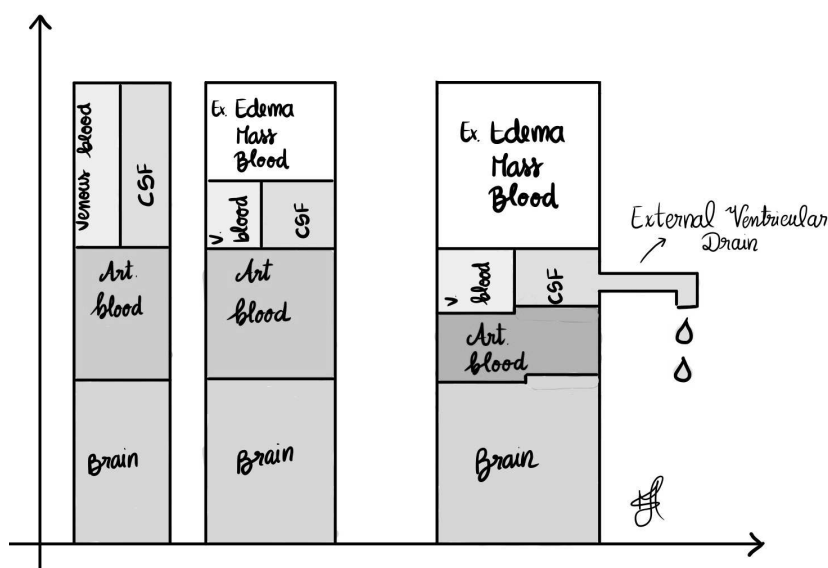 Venous blood
CSF
Art.
blood
Brain
Ex. Edema
Mass
Blood
V.
blood
CSF
Art
blood
Brain
Ex. Edema
Mass
Blood
V.
blood
CSF
Art.
blood
Brain
External Ventricular
Drain